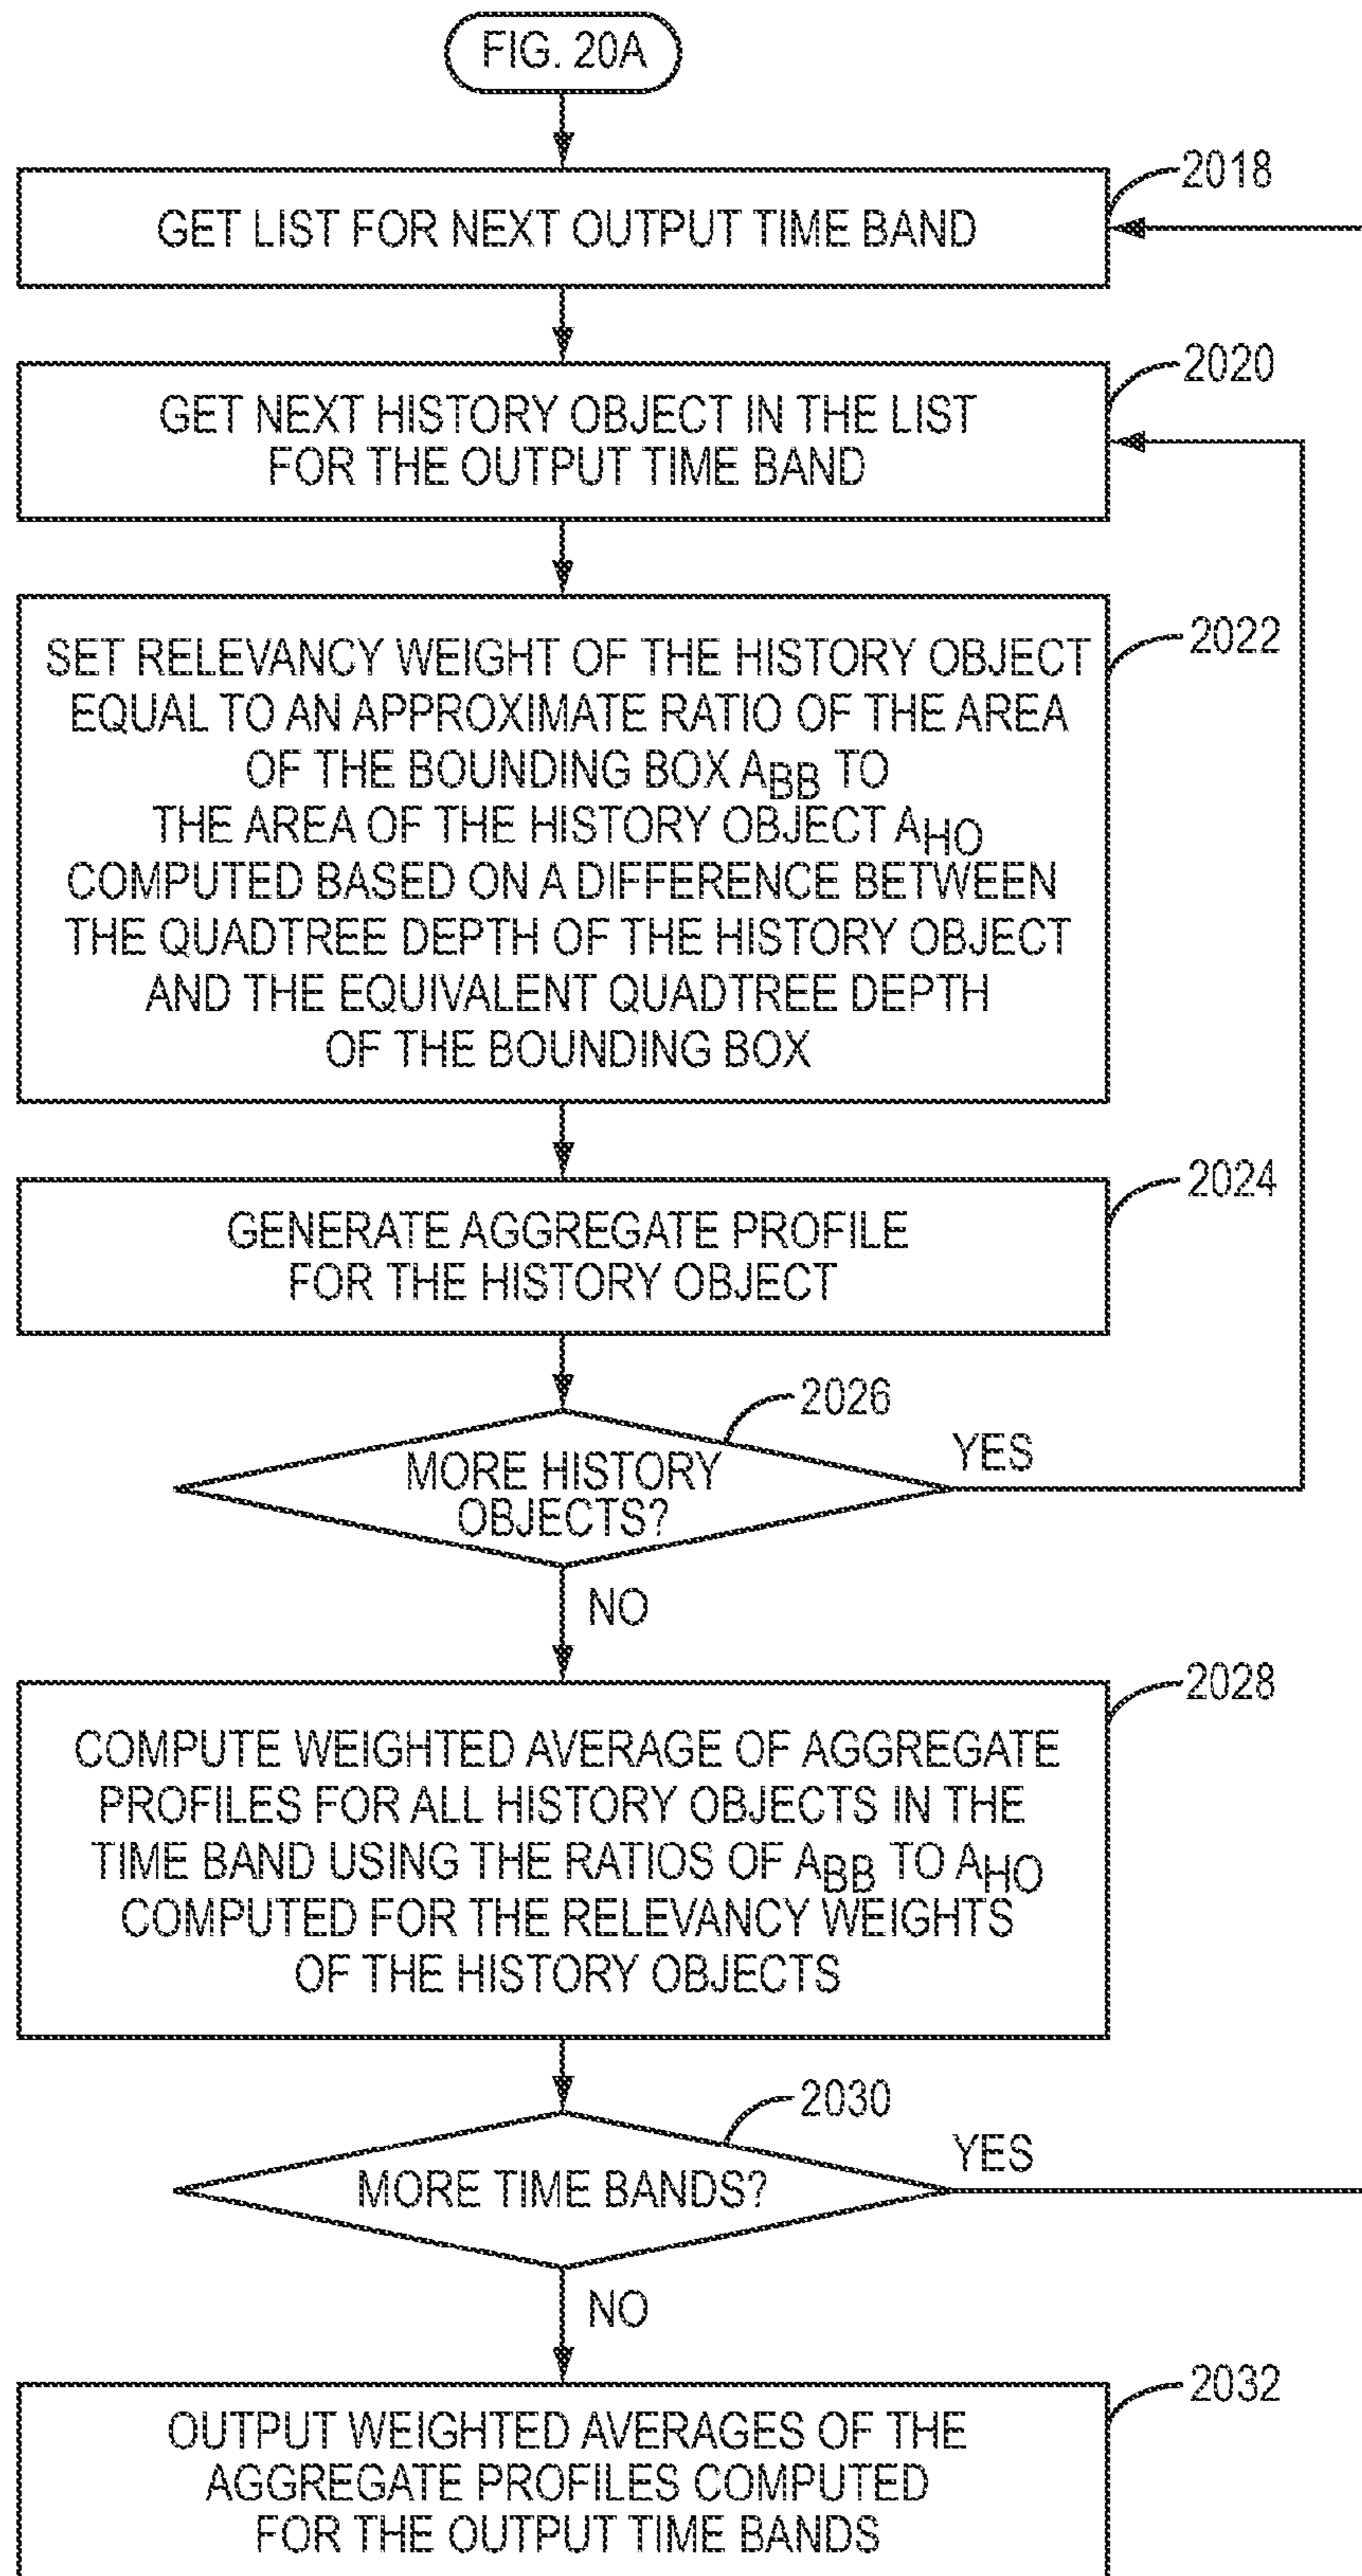 FIG. 20A
2018
GET LIST FOR NEXT OUTPUT TIME BAND
2020
GET NEXT HISTORY OBJECT IN THE LIST
FOR THE OUTPUT TIME BAND
2022
SET RELEVANCY WEIGHT OF THE HISTORY OBJECT
EQUAL TO AN APPROXIMATE RATIO OF THE AREA
OF THE BOUNDING BOX ABB TO
THE AREA OF THE HISTORY OBJECT AHO
COMPUTED BASED ON A DIFFERENCE BETWEEN
THE QUADTREE DEPTH OF THE HISTORY OBJECT
AND THE EQUIVALENT QUADTREE DEPTH
OF THE BOUNDING BOX
2024
GENERATE AGGREGATE PROFILE
FOR THE HISTORY OBJECT
2026
MORE HISTORY
OBJECTS?
YES
NO
2028
COMPUTE WEIGHTED AVERAGE OF AGGREGATE
PROFILES FOR ALL HISTORY OBJECTS IN THE
TIME BAND USING THE RATIOS OF ABB TO AHO
COMPUTED FOR THE RELEVANCY WEIGHTS
OF THE HISTORY OBJECTS
2030
MORE TIME BANDS?
YES
NO
2032
OUTPUT WEIGHTED AVERAGES OF THE
AGGREGATE PROFILES COMPUTED
FOR THE OUTPUT TIME BANDS